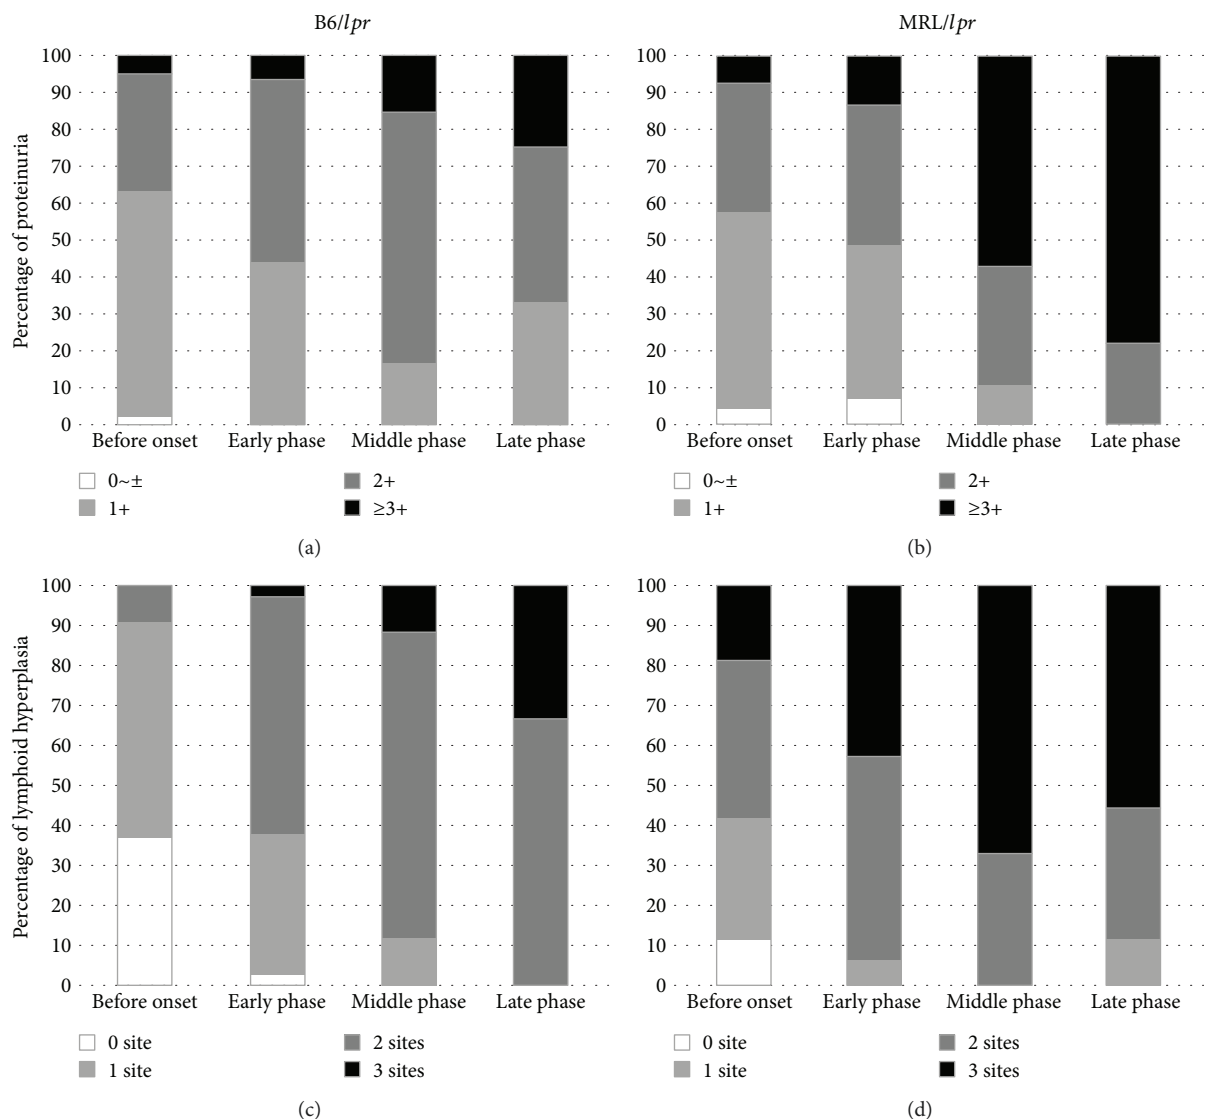 B6/lpr
MRL/lpr
Percentage of proteinuria
100
90
80
70
60
50
40
30
20
10
0
Before onset Early phase Middle phase Late phase
0~±
1+
2+
≥3+
(a)
100
90
80
70
60
50
40
30
20
10
0
Before onset Early phase Middle phase Late phase
0~±
1+
2+
≥3+
(b)
Percentage of lymphoid hyperplasia
100
90
80
70
60
50
40
30
20
10
0
Before onset Early phase Middle phase Late phase
0 site
1 site
2 sites
3 sites
(c)
100
90
80
70
60
50
40
30
20
10
0
Before onset Early phase Middle phase Late phase
0 site
1 site
2 sites
3 sites
(d)